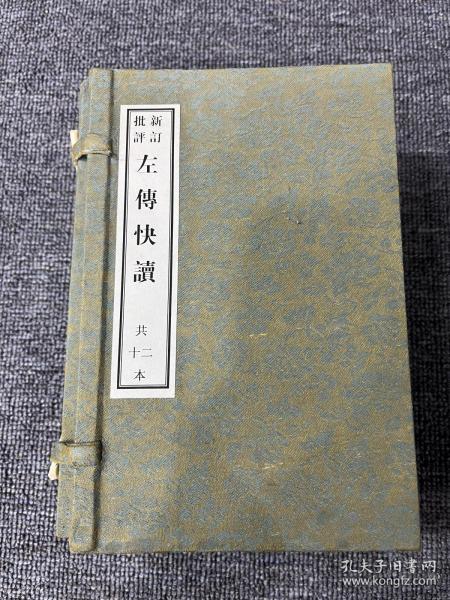 新訂
批評
左傳快讀
共
十二
本
孔夫子旧書网
www.kongfz.com